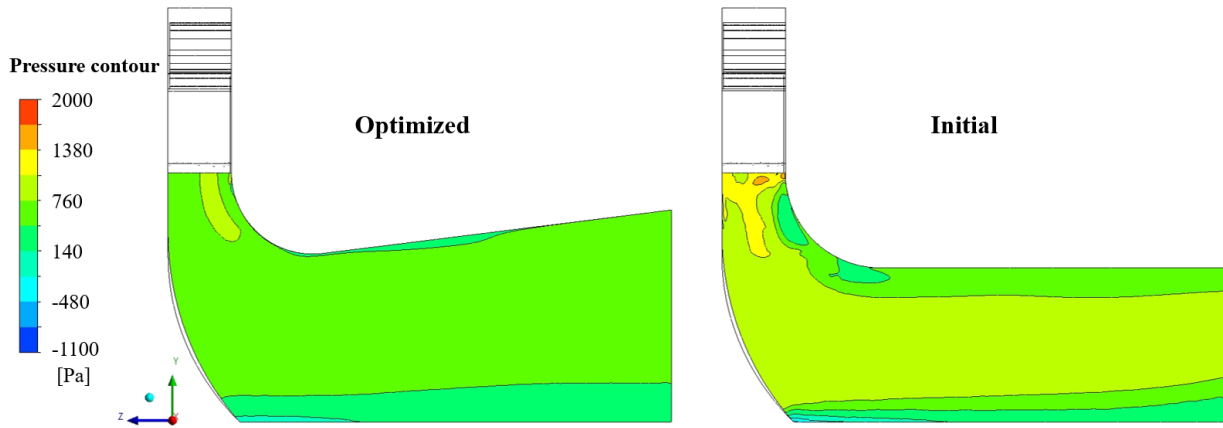 Pressure contour
2000
1380
760
140
-480
-1100
[Pa]
Optimized
Initial
Y
Z
X